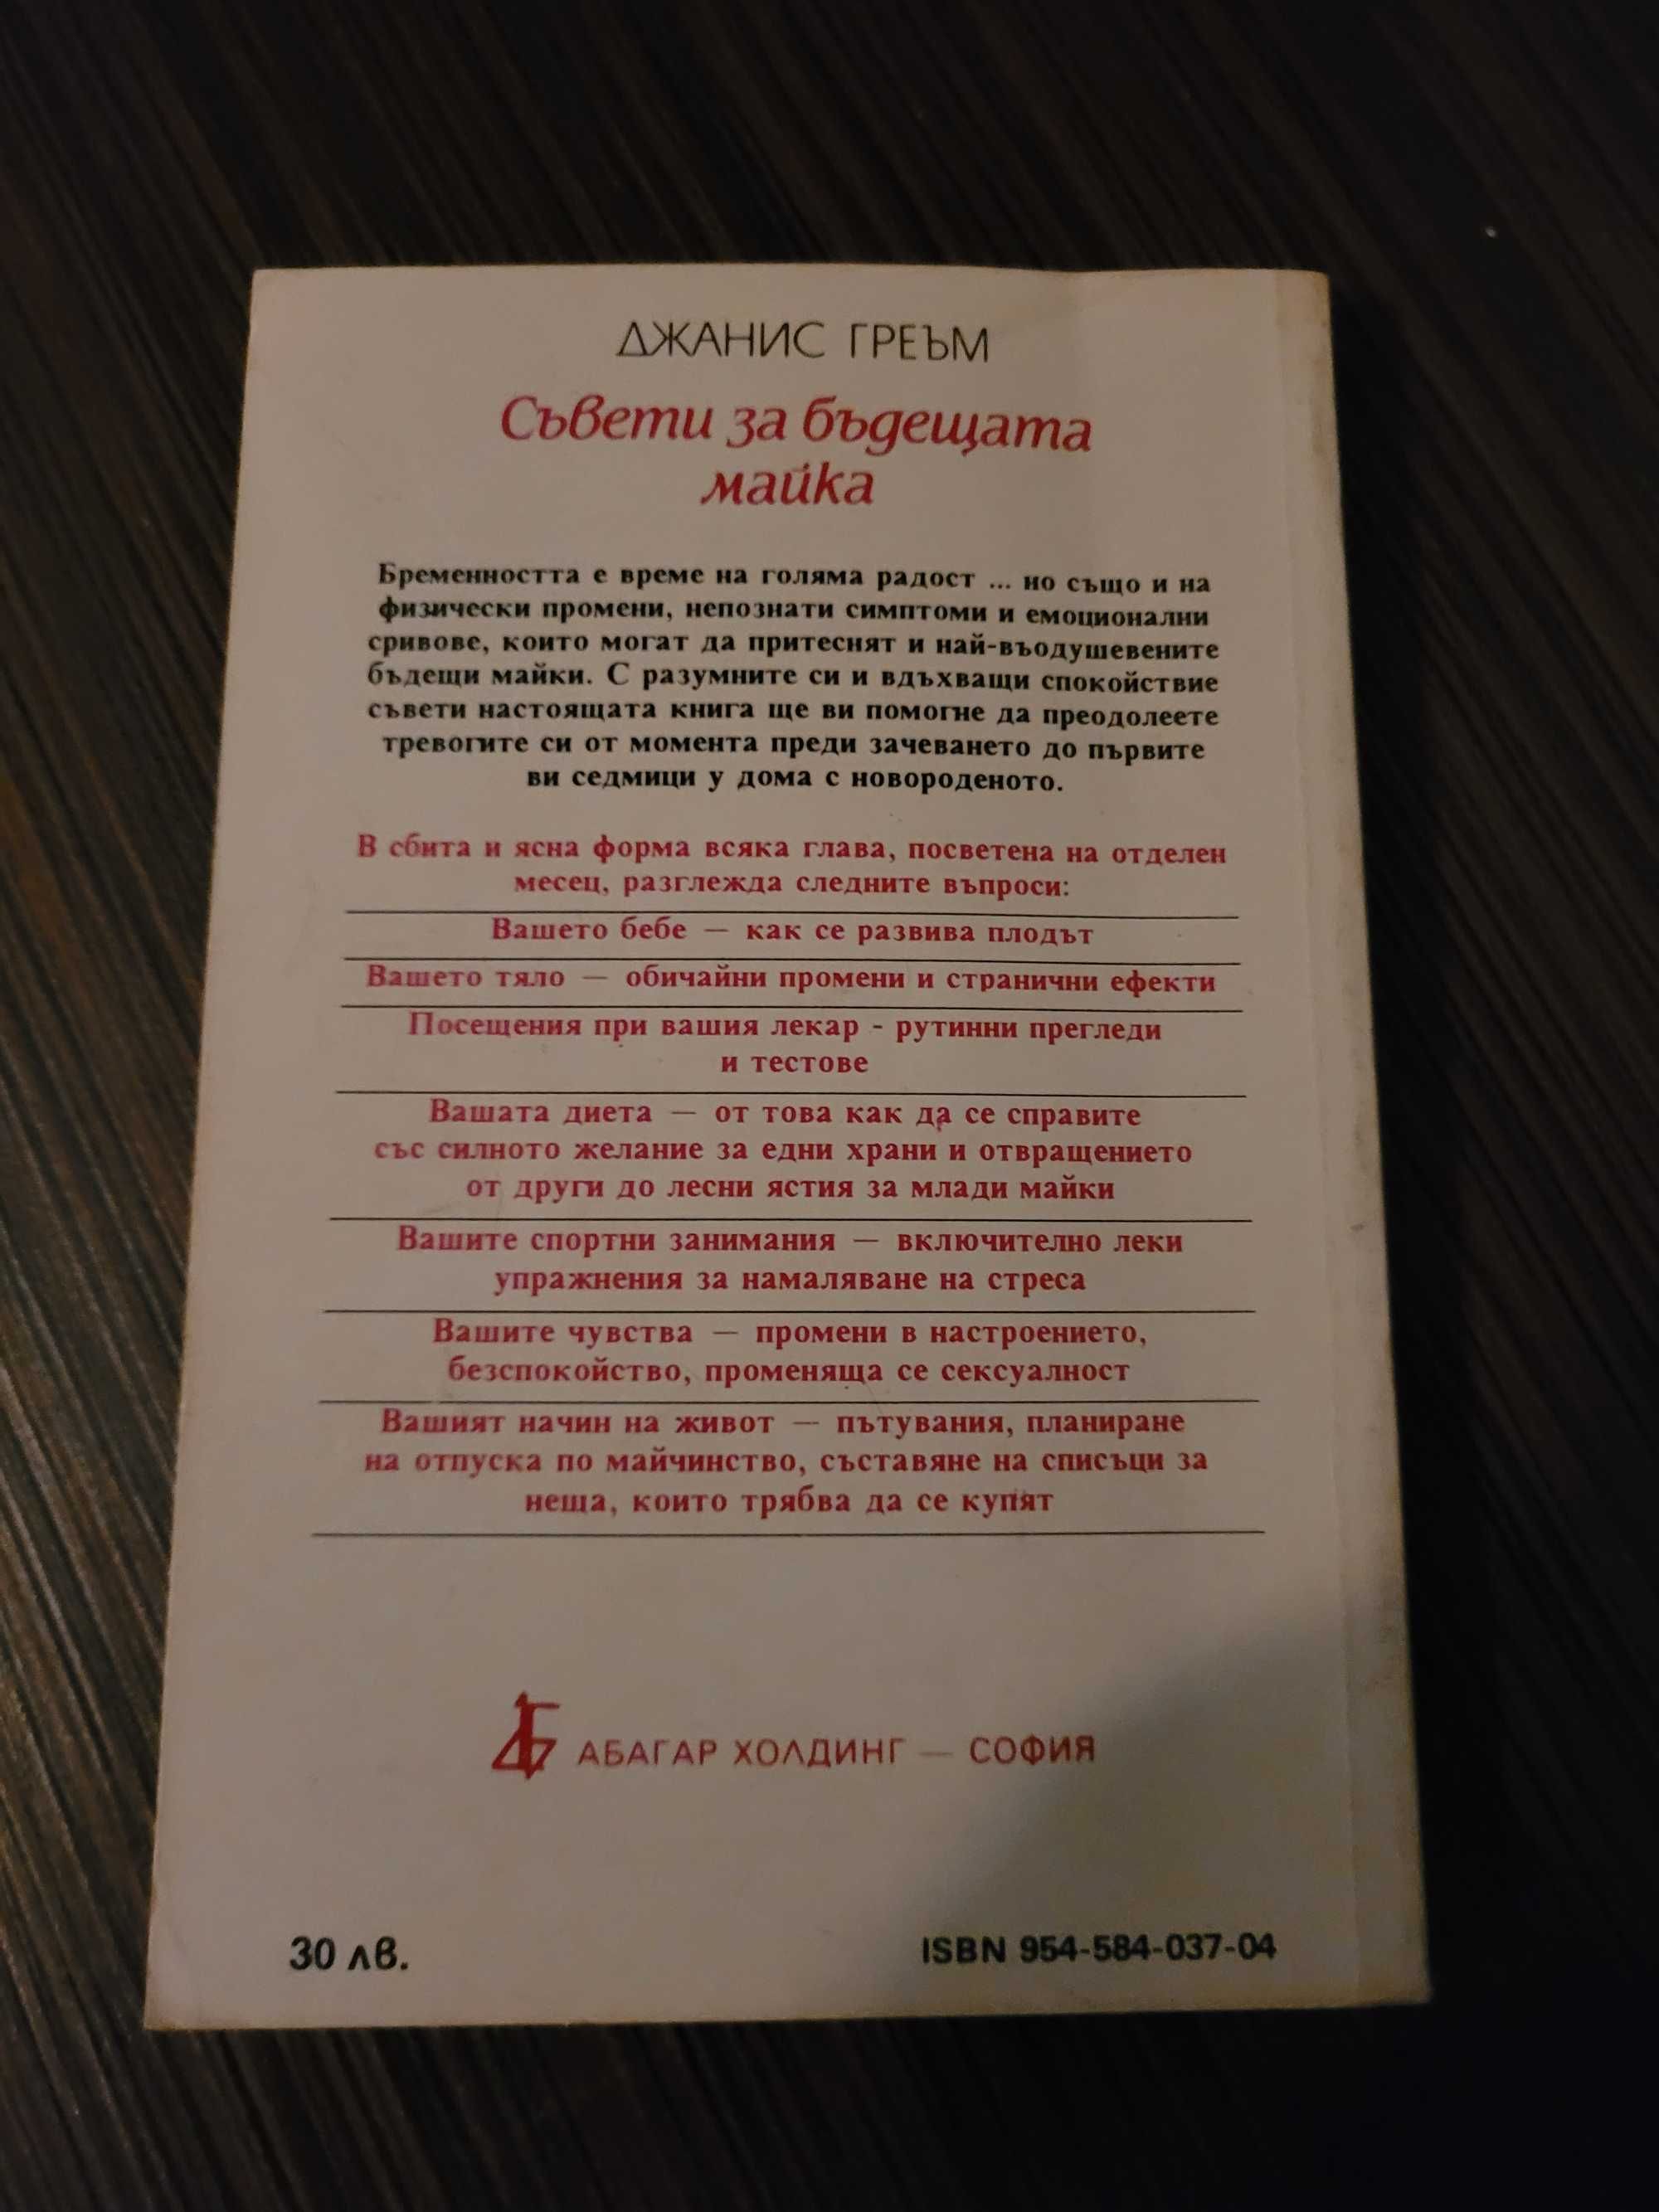 ДЖАНИС ГРЕЪМ
Съвети за бъдещата
майка
Бременността е време на голяма радост ... но също и на
физически промени, непознати симптоми и емоционални
сривове, които могат да притеснят и най-въодушевените
бъдещи майки. С разумните си и вдъхващи спокойствие
съвети настоящата книга ще ви помогне да преодолеете
тревогите си от момента преди зачеването до първите
ви седмици у дома с новороденото.
В сбита и ясна форма всяка глава, посветена на отделен
месец, разглежда следните въпроси:
Вашето бебе — как се развива плодът
Вашето тяло — обичайни промени и странични ефекти
Посещения при вашия лекар - рутинни прегледи
и тестове
Вашата диета — от това как да се справите
със силното желание за едни храни и отвращението
от други до лесни ястия за млади майки
Вашите спортни занимания — включително леки
упражнения за намаляване на стреса
Вашите чувства — промени в настроението,
безспокойство, променяща се сексуалност
Вашият начин на живот — пътувания, планиране
на отпуска по майчинство, съставяне на списъци за
неща, които трябва да се купят
АБ АБАГАР ХОЛДИНГ — СОФИЯ
30 лв.
ISBN 954-584-037-04